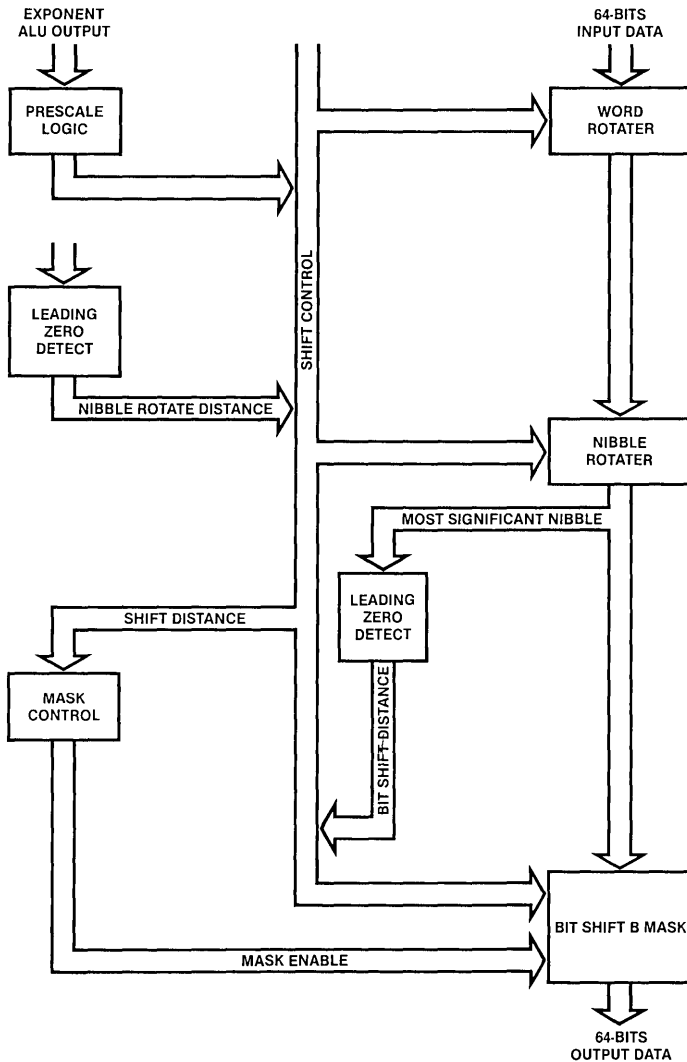 EXPONENT
ALU OUTPUT
64-BITS
INPUT DATA
PRESCALE
LOGIC
WORD
ROTATER
SHIFT CONTROL
LEADING
ZERO
DETECT
NIBBLE ROTATE DISTANCE
NIBBLE
ROTATER
MOST SIGNIFICANT NIBBLE
LEADING
ZERO
DETECT
SHIFT DISTANCE
BIT SHIFT DISTANCE
MASK
CONTROL
BIT SHIFT B MASK
MASK ENABLE
64-BITS
OUTPUT DATA